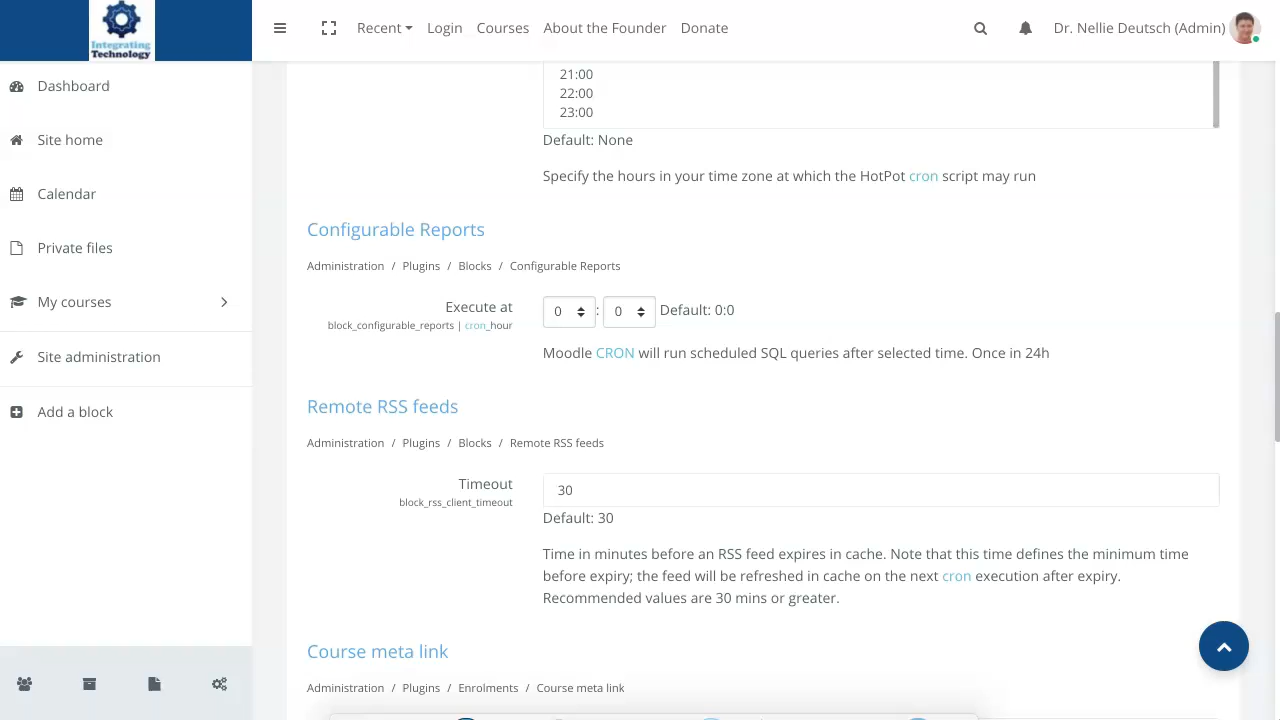 Integrating
Technology
Recent
Login
Courses
About the Founder
Donate
Dr. Nellie Deutsch (Admin)
Dashboard
Site home
Calendar
Private files
My courses
Site administration
Add a block
21:00
22:00
23:00
Default: None
Specify the hours in your time zone at which the HotPot cron script may run
Configurable Reports
Administration / Plugins / Blocks / Configurable Reports
Execute at
block_configurable_reports | cron_hour
0 : 0 Default: 0:0
Moodle CRON will run scheduled SQL queries after selected time. Once in 24h
Remote RSS feeds
Administration / Plugins / Blocks / Remote RSS feeds
Timeout
block_rss_client_timeout
30
Default: 30
Time in minutes before an RSS feed expires in cache. Note that this time defines the minimum time
before expiry; the feed will be refreshed in cache on the next cron execution after expiry.
Recommended values are 30 mins or greater.
Course meta link
Administration / Plugins / Enrolments / Course meta link